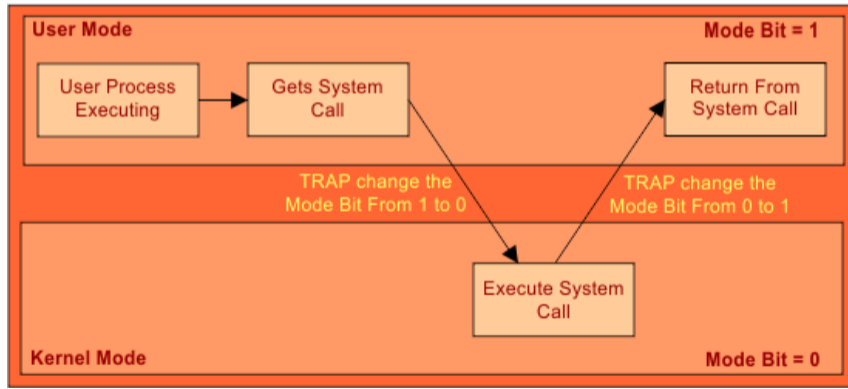 User Mode
Mode Bit = 1
User Process
Executing
Gets System
Call
Return From
System Call
TRAP change the
Mode Bit From 1 to 0
TRAP change the
Mode Bit From 0 to 1
Execute System
Call
Kernel Mode
Mode Bit = 0